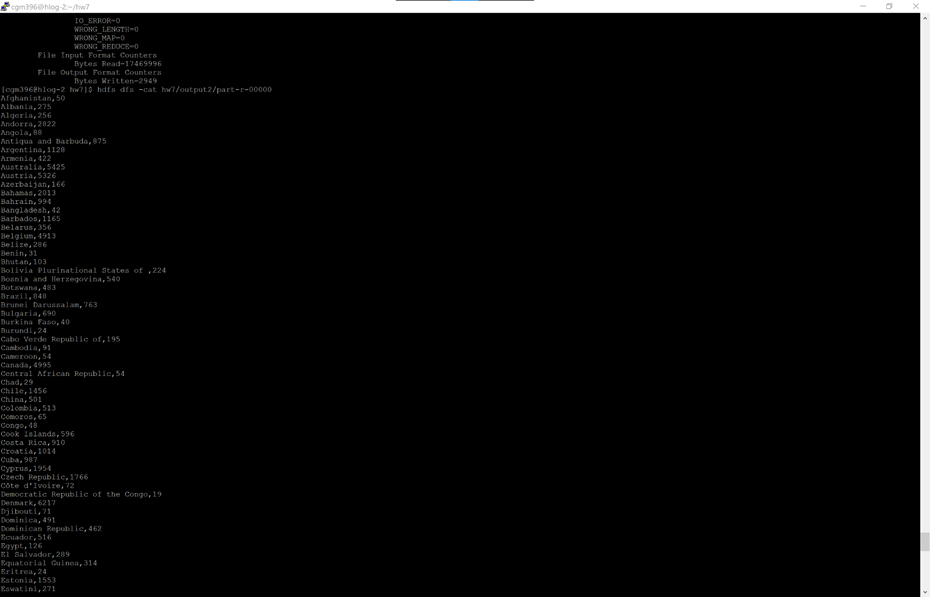 cgm396@hlog-2:~/hw7
IO_ERROR=0
WRONG_LENGTH=0
WRONG_MAP=0
WRONG_REDUCE=0
File Input Format Counters
Bytes Read=17469996
File Output Format Counters
Bytes Written=2949
[cgm396@hlog-2 hw7]$ hdfs dfs -cat hw7/output2/part-r-00000
Afghanistan,50
Albania,275
Algeria,256
Andorra,2822
Angola,88
Antigua and Barbuda,875
Argentina,1128
Armenia,422
Australia,5425
Austria,5326
Azerbaijan,166
Bahamas,2013
Bahrain,994
Bangladesh,42
Barbados,1165
Belarus,356
Belgium,4913
Belize,286
Benin,31
Bhutan,103
Bolivia Plurinational States of ,224
Bosnia and Herzegovina,540
Botswana,483
Brazil,848
Brunei Darussalam,763
Bulgaria,690
Burkina Faso,40
Burundi,24
Cabo Verde Republic of,195
Cambodia,91
Cameroon,54
Canada,4995
Central African Republic,54
Chad,29
Chile,1456
China,501
Colombia,513
Comoros,65
Congo,48
Cook Islands,596
Costa Rica,910
Croatia,1014
Cuba,987
Cyprus,1954
Czech Republic,1766
Côte d'Ivoire,72
Democratic Republic of the Congo,19
Denmark,6217
Djibouti,71
Dominica,491
Dominican Republic,462
Ecuador,516
Egypt,126
El Salvador,289
Equatorial Guinea,314
Eritrea,24
Estonia,1553
Eswatini,271